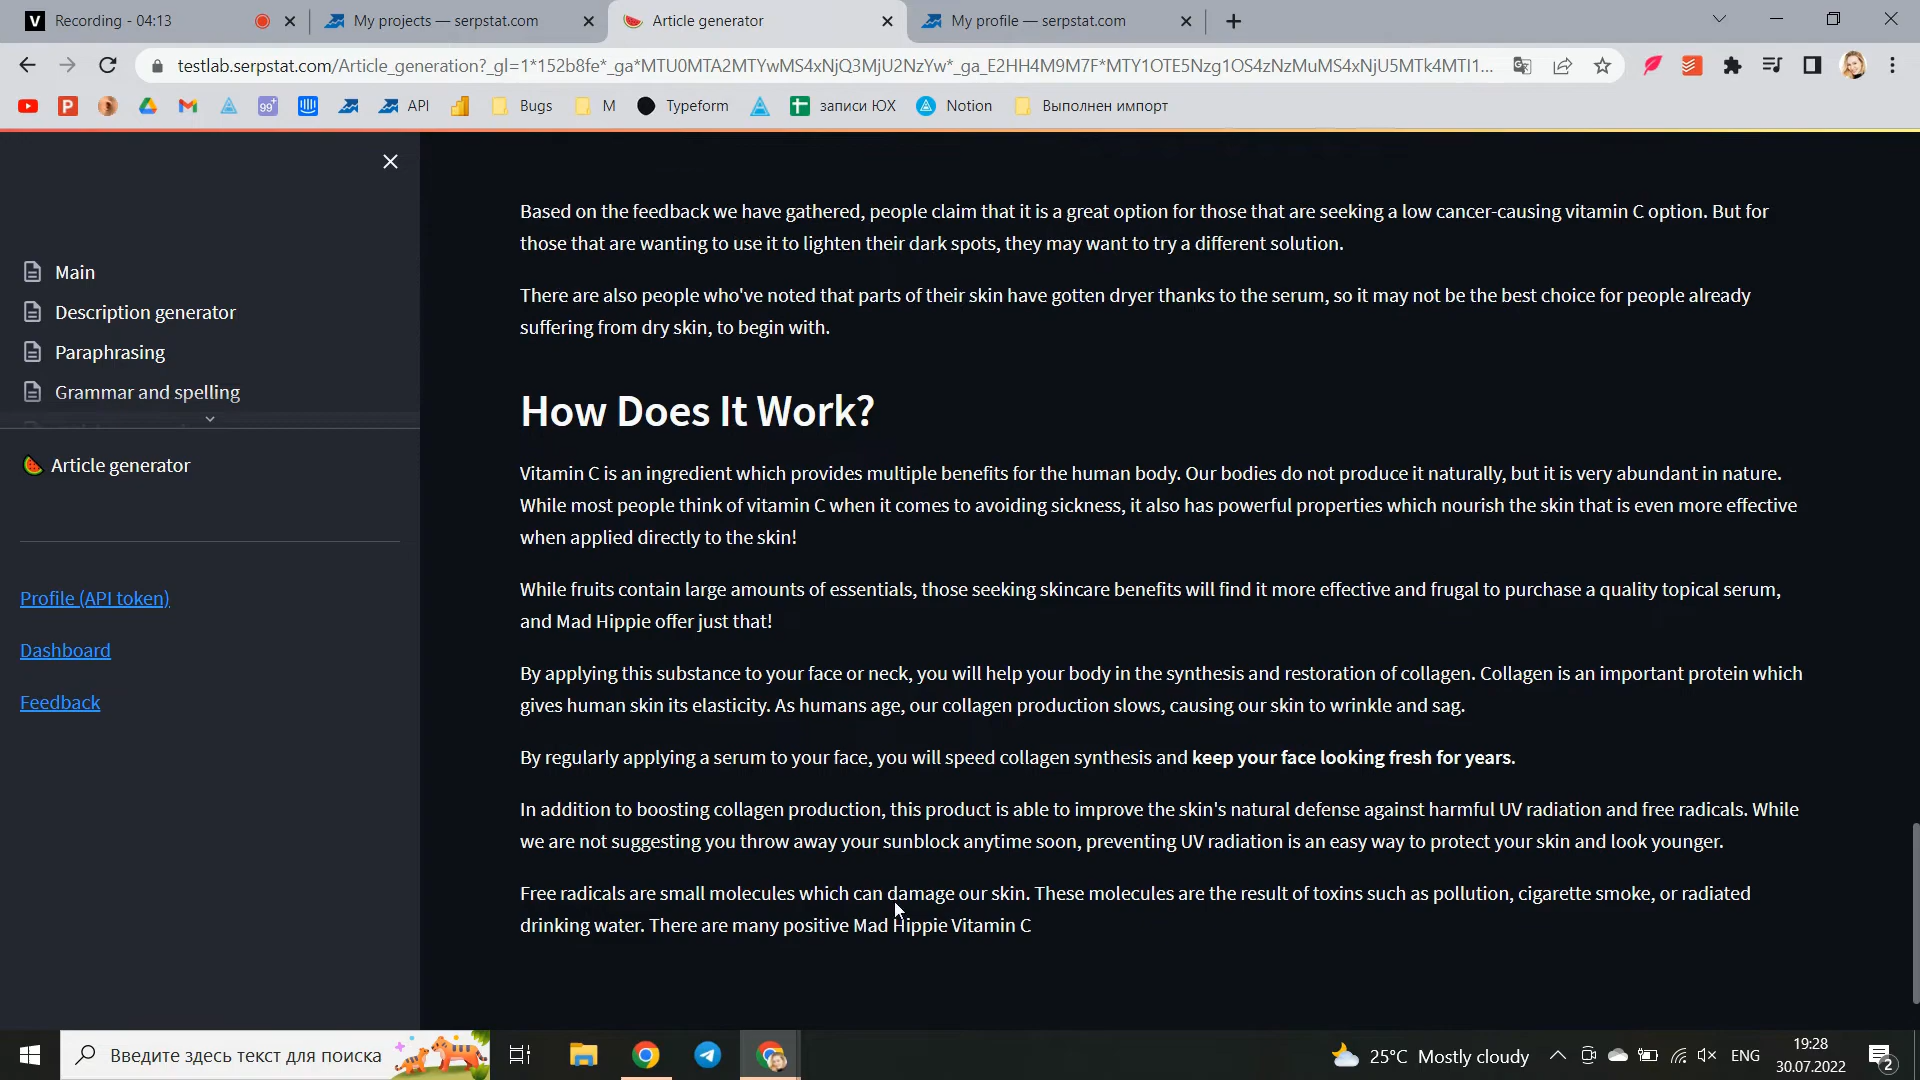 Recording - 04:13
My projects — serpstat.com
Article generator
My profile — serpstat.com
testlab.serpstat.com/Article_generation?_gl=1*152b8fe*_ga*MTU0MTA2MTYwMS4xNjQ3MjU2NzYw*_ga_E2HH4M9M7F*MTY1OTE5Nzg1OS4zNzMuMS4xNjU5MTk4MTI1...
99+
API
Bugs
M
Typeform
записи ЮХ
Notion
Выполнен импорт
Main
Description generator
Paraphrasing
Grammar and spelling
Article generator
Profile (API token)
Dashboard
Feedback
Based on the feedback we have gathered, people claim that it is a great option for those that are seeking a low cancer-causing vitamin C option. But for
those that are wanting to use it to lighten their dark spots, they may want to try a different solution.
There are also people who've noted that parts of their skin have gotten dryer thanks to the serum, so it may not be the best choice for people already
suffering from dry skin, to begin with.
How Does It Work?
Vitamin C is an ingredient which provides multiple benefits for the human body. Our bodies do not produce it naturally, but it is very abundant in nature.
While most people think of vitamin C when it comes to avoiding sickness, it also has powerful properties which nourish the skin that is even more effective
when applied directly to the skin!
While fruits contain large amounts of essentials, those seeking skincare benefits will find it more effective and frugal to purchase a quality topical serum,
and Mad Hippie offer just that!
By applying this substance to your face or neck, you will help your body in the synthesis and restoration of collagen. Collagen is an important protein which
gives human skin its elasticity. As humans age, our collagen production slows, causing our skin to wrinkle and sag.
By regularly applying a serum to your face, you will speed collagen synthesis and keep your face looking fresh for years.
In addition to boosting collagen production, this product is able to improve the skin's natural defense against harmful UV radiation and free radicals. While
we are not suggesting you throw away your sunblock anytime soon, preventing UV radiation is an easy way to protect your skin and look younger.
Free radicals are small molecules which can damage our skin. These molecules are the result of toxins such as pollution, cigarette smoke, or radiated
drinking water. There are many positive Mad Hippie Vitamin C
Введите здесь текст для поиска
25°C Mostly cloudy
ENG
19:28
30.07.2022
2